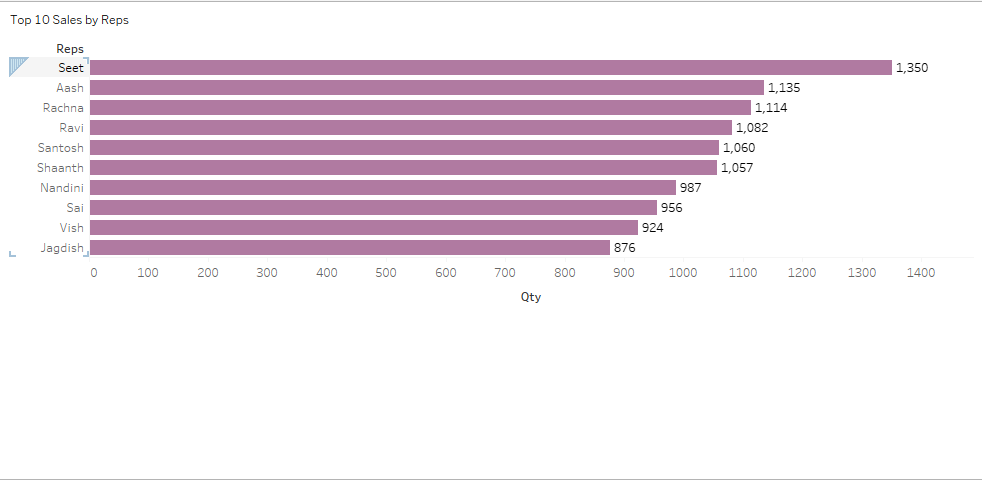 Top 10 Sales by Reps
Reps
Seet 1,350
Aash 1,135
Rachna 1,114
Ravi 1,082
Santosh 1,060
Shaanth 1,057
Nandini 987
Sai 956
Vish 924
Jagdish 876
0 100 200 300 400 500 600 700 800 900 1000 1100 1200 1300 1400
Qty